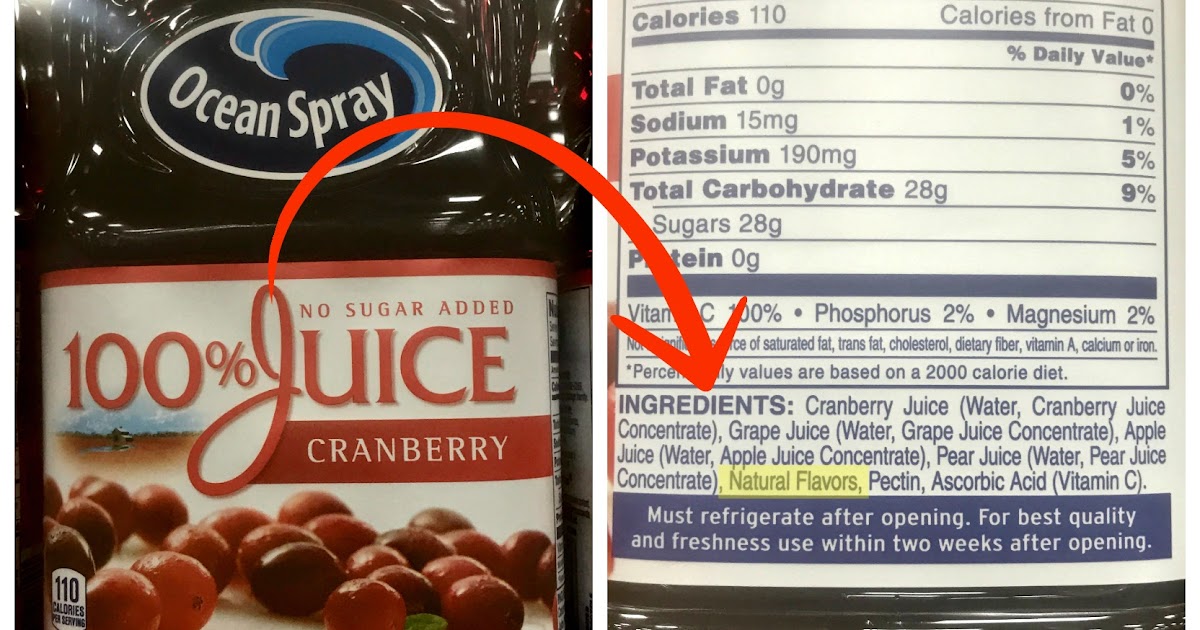 Ocean Spray
NO SUGAR ADDED
100% JUICE
CRANBERRY
110
CALORIES
PER SERVING
Calories 110 Calories from Fat 0
% Daily Value*
Total Fat 0g 0%
Sodium 15mg 1%
Potassium 190mg 5%
Total Carbohydrate 28g 9%
Sugars 28g
Protein 0g
C 100% • Phosphorus 2% • Magnesium 2%
of saturated fat, trans fat, cholesterol, dietary fiber, vitamin A, calcium or iron.
values are based on a 2000 calorie diet.
INGREDIENTS: Cranberry Juice (Water, Cranberry Juice
Concentrate), Grape Juice (Water, Grape Juice Concentrate), Apple
Juice (Water, Apple Juice Concentrate), Pear Juice (Water, Pear Juice
Concentrate), Natural Flavors, Pectin, Ascorbic Acid (Vitamin C).
Must refrigerate after opening. For best quality
and freshness use within two weeks after opening.